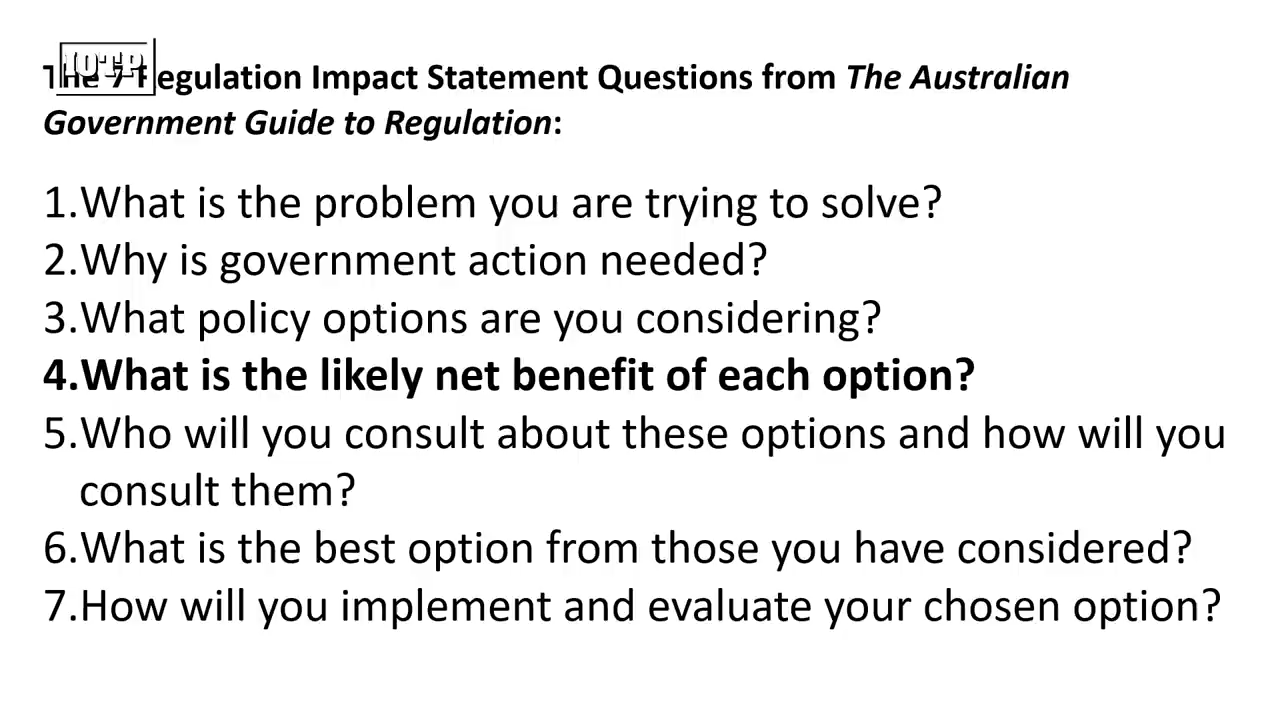 IOTP
The 7 Regulation Impact Statement Questions from The Australian
Government Guide to Regulation:
1.What is the problem you are trying to solve?
2.Why is government action needed?
3.What policy options are you considering?
4.What is the likely net benefit of each option?
5.Who will you consult about these options and how will you
consult them?
6.What is the best option from those you have considered?
7.How will you implement and evaluate your chosen option?